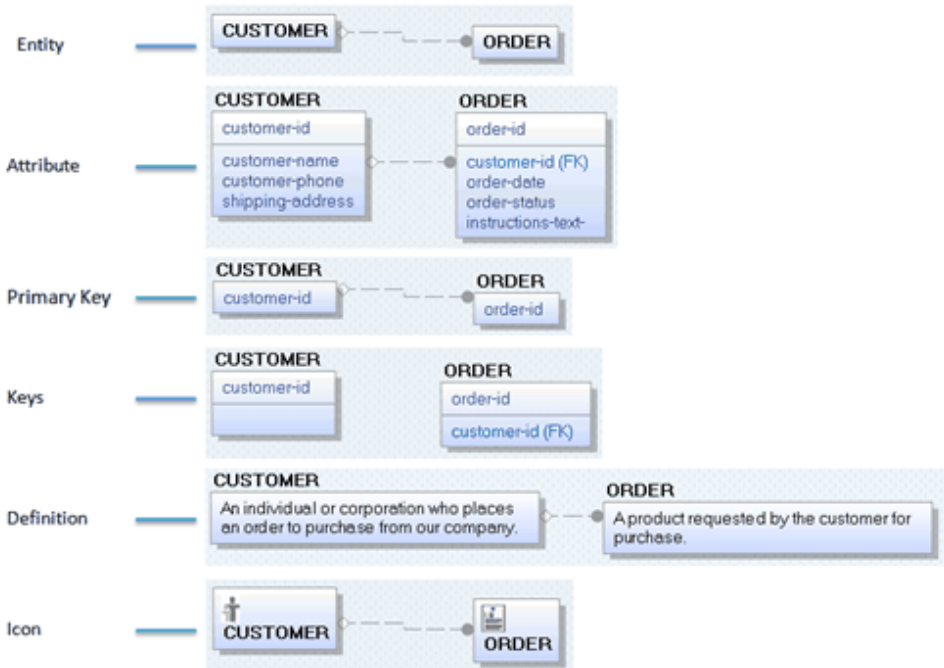 Entity
CUSTOMER
ORDER
Attribute
CUSTOMER
customer-id
customer-name
customer-phone
shipping-address
ORDER
order-id
customer-id (FK)
order-date
order-status
instructions-text-
Primary Key
CUSTOMER
customer-id
ORDER
order-id
Keys
CUSTOMER
customer-id
ORDER
order-id
customer-id (FK)
Definition
CUSTOMER
An individual or corporation who places
an order to purchase from our company.
ORDER
A product requested by the customer for
purchase.
Icon
CUSTOMER
ORDER